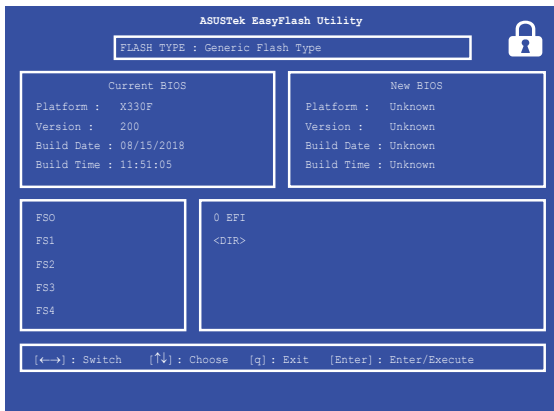 ASUSTek EasyFlash Utility
FLASH TYPE : Generic Flash Type
Current BIOS
Platform : X330F
Version : 200
Build Date : 08/15/2018
Build Time : 11:51:05
New BIOS
Platform : Unknown
Version : Unknown
Build Date : Unknown
Build Time : Unknown
FS0
FS1
FS2
FS3
FS4
0 EFI
<DIR>
[←→] : Switch [↑↓] : Choose [q] : Exit [Enter] : Enter/Execute